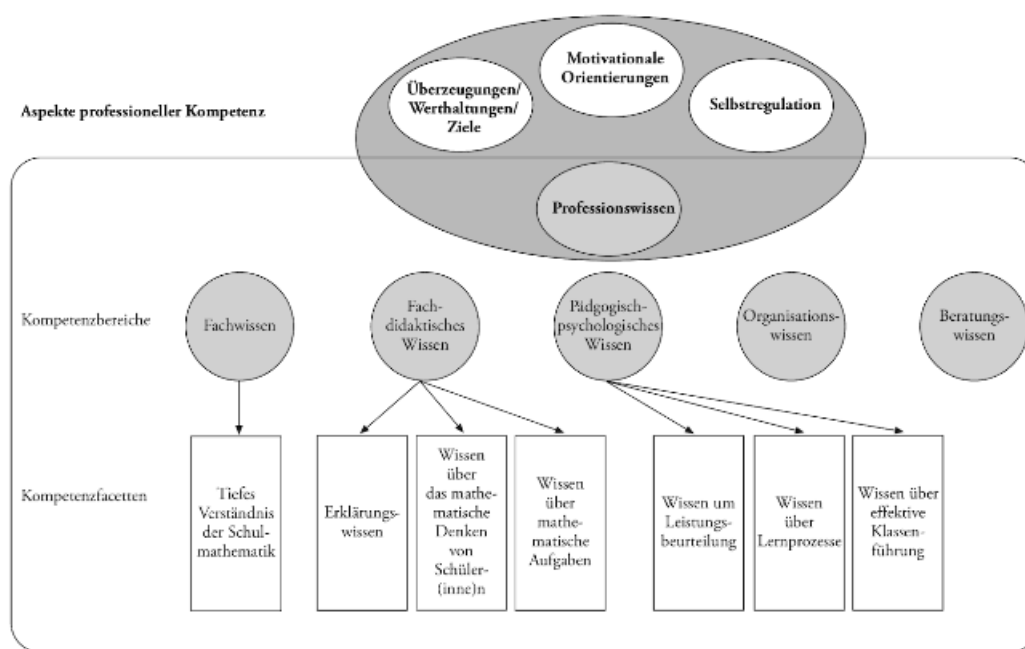 Motivationale
Orientierungen
Überzeugungen/
Werthaltungen/
Ziele
Selbstregulation
Aspekte professioneller Kompetenz
Professionswissen
Kompetenzbereiche
Fachwissen
Fach-
didaktisches
Wissen
Pädgogisch-
psychologisches
Wissen
Organisations-
wissen
Beratungs-
wissen
Kompetenzfacetten
Tiefes
Verständnis
der Schul-
mathematik
Erklärungs-
wissen
Wissen
über
das mathe-
matische
Denken
von
Schüler-
(inne)n
Wissen
über
mathe-
matische
Aufgaben
Wissen um
Leistungs-
beurteilung
Wissen
über
Lernprozesse
Wissen über
effektive
Klassen-
führung